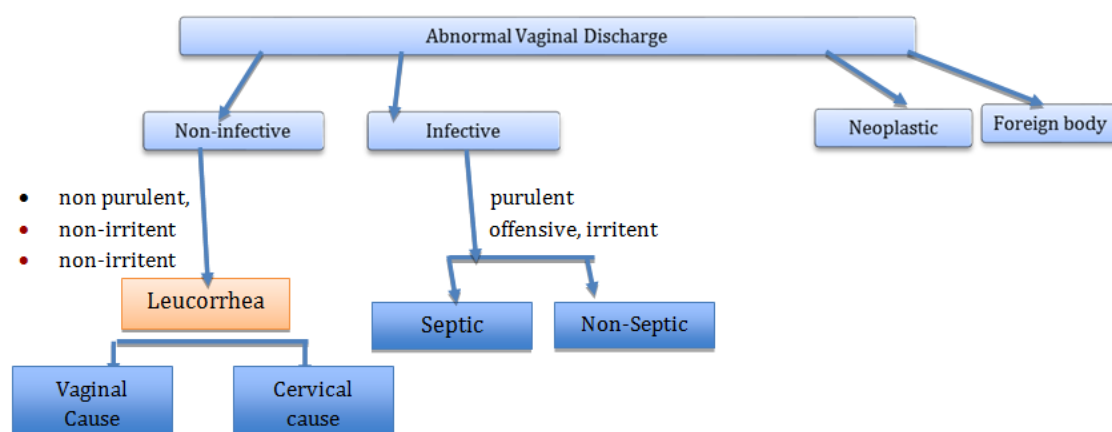 Abnormal Vaginal Discharge
Non-infective
Infective
Neoplastic
Foreign body
• non purulent,
• non-irritent
• non-irritent
purulent
offensive, irritent
Leucorrhea
Septic
Non-Septic
Vaginal
Cause
Cervical
cause